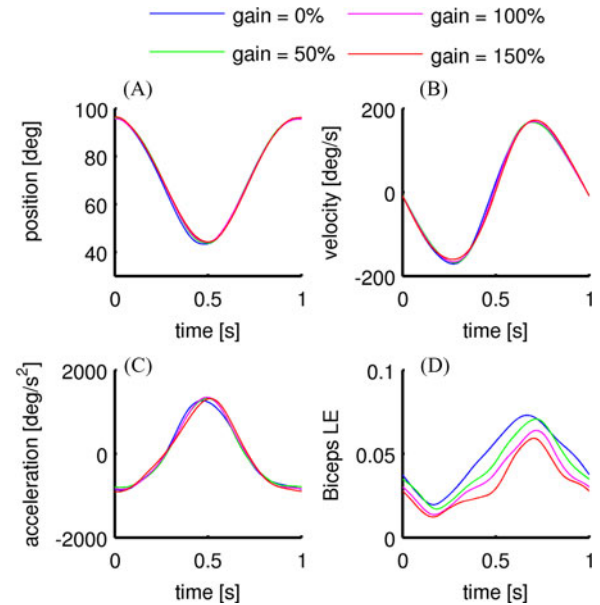 gain = 0% gain = 100%
gain = 50% gain = 150%
(A) (B)
100
80
60
40
position [deg]
0 0.5 1
time [s]
200
0
-200
velocity [deg/s]
0 0.5 1
time [s]
(C) (D)
2000
0
-2000
acceleration [deg/s²]
0 0.5 1
time [s]
0.1
0.05
0
Biceps LE
0 0.5 1
time [s]